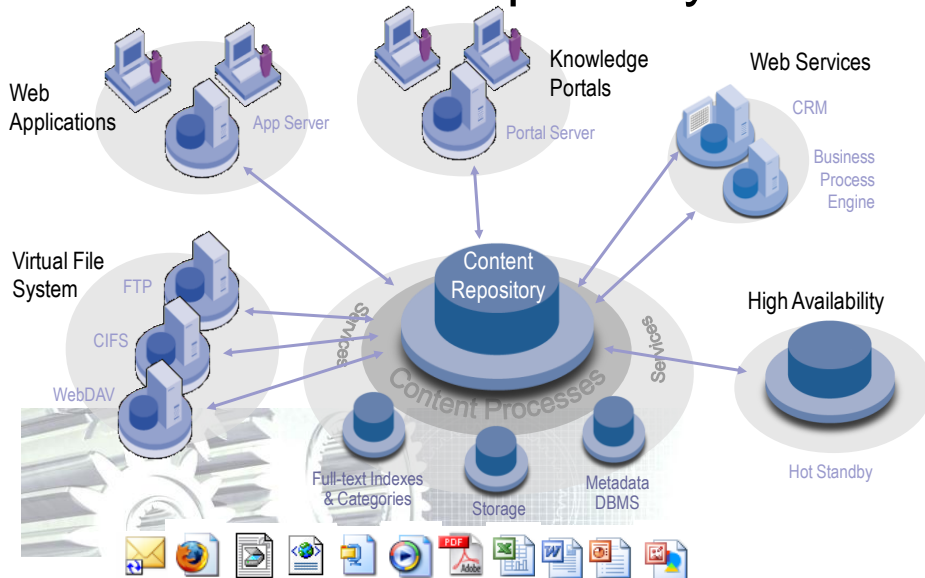 Web
Applications
App Server
Knowledge
Portals
Portal Server
Web Services
CRM
Business
Process
Engine
Virtual File
System
FTP
CIFS
WebDAV
Content
Repository
Services
Services
Content Processes
High Availability
Hot Standby
Full-text Indexes
& Categories
Storage
Metadata
DBMS
PDF
Adobe